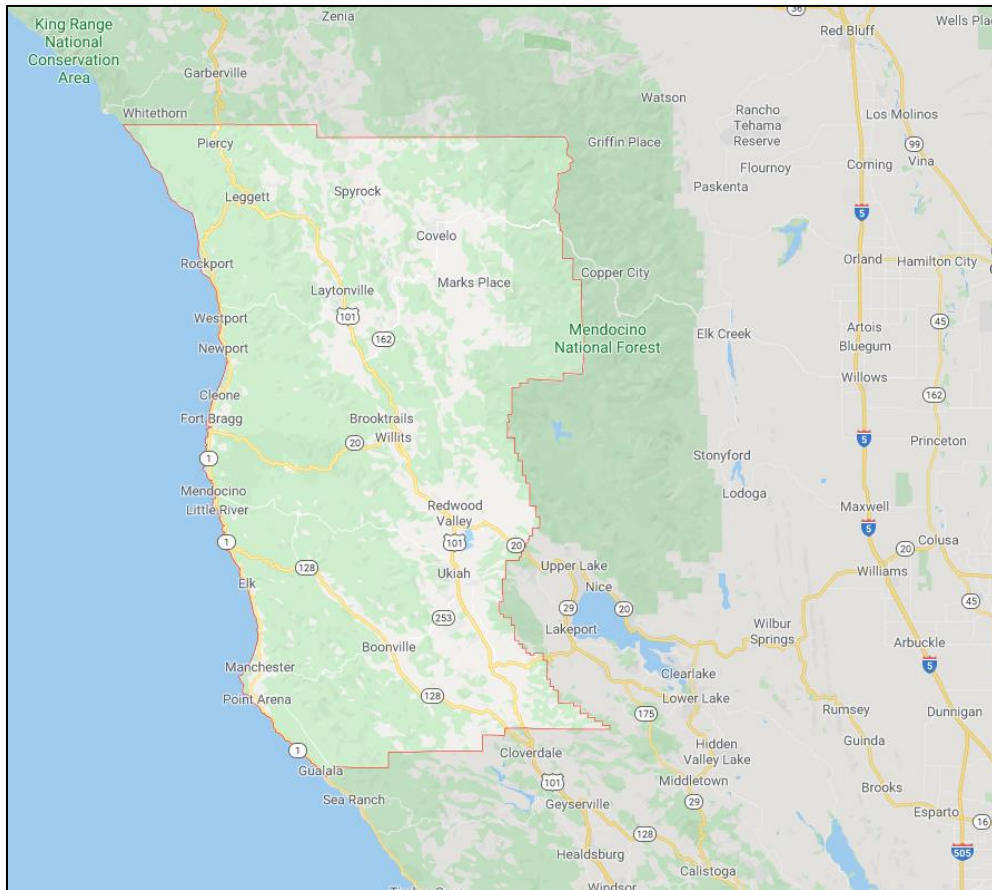 King Range
National
Conservation
Area
Zenia
36
Wells Pla
Red Bluff
Garberville
Whitethorn
Watson
Rancho
Tehama
Reserve
Los Molinos
Piercy
Griffin Place
99
Flournoy
Corning
Vina
Leggett
Spyrock
Paskenta
5
Covelo
Rockport
Orland
Hamilton City
Copper City
Laytonville
Marks Place
Westport
101
162
Mendocino
National Forest
Elk Creek
Artois
45
Newport
Bluegum
Willows
Cleone
162
Fort Bragg
Brooktrails
Willits
20
5
Princeton
1
Stonyford
Mendocino
Lodoga
Little River
Redwood
Valley
Maxwell
5
1
101
20
20
Colusa
128
Upper Lake
Williams
Elk
Ukiah
Nice
45
29
20
253
Lakeport
Wilbur
Springs
Boonville
Arbuckle
Manchester
Clearlake
5
Point Arena
128
Lower Lake
175
Rumsey
Dunnigan
1
Cloverdale
Hidden
Valley Lake
Guinda
Gualala
101
Middletown
Sea Ranch
Geyserville
29
Brooks
Esparto
16
128
Healdsburg
505
Calistoga
Windsor